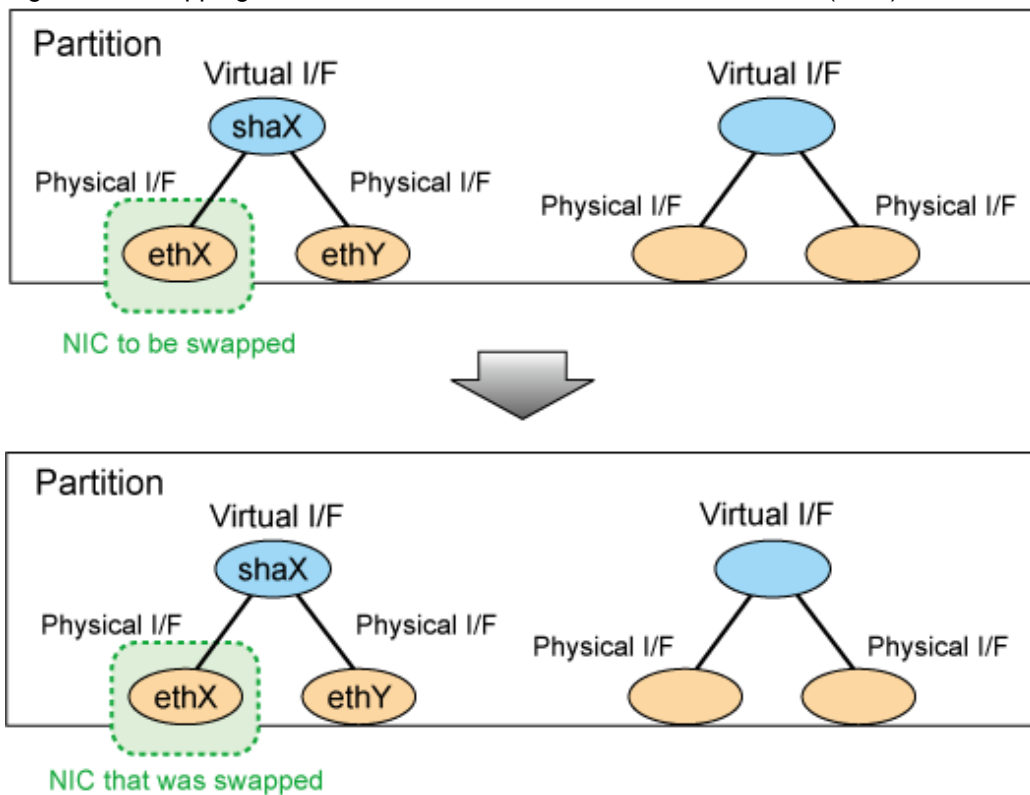 Partition
Virtual I/F
Virtual I/F
shaX
Physical I/F
Physical I/F
Physical I/F
Physical I/F
ethX
ethY
NIC to be swapped
Partition
Virtual I/F
Virtual I/F
shaX
Physical I/F
Physical I/F
Physical I/F
Physical I/F
ethX
ethY
NIC that was swapped